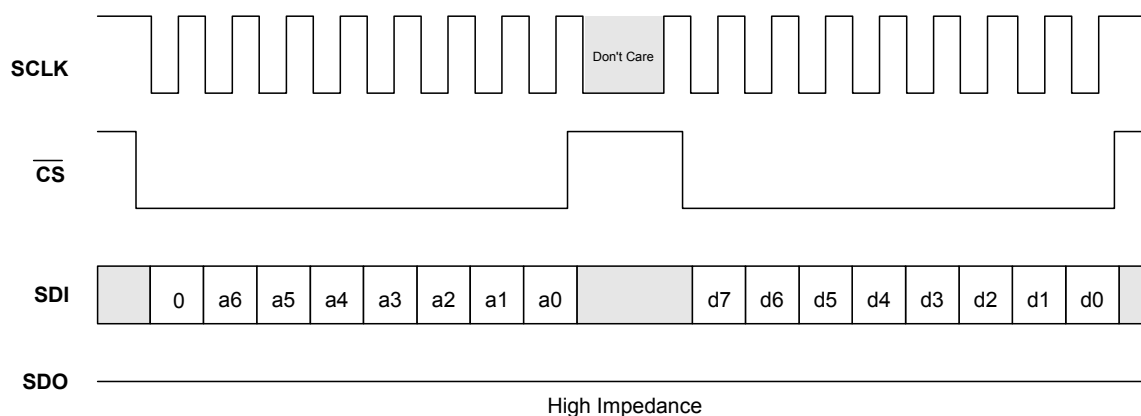 SCLK
Don't Care
CS
SDI
0 a6 a5 a4 a3 a2 a1 a0 d7 d6 d5 d4 d3 d2 d1 d0
SDO
High Impedance